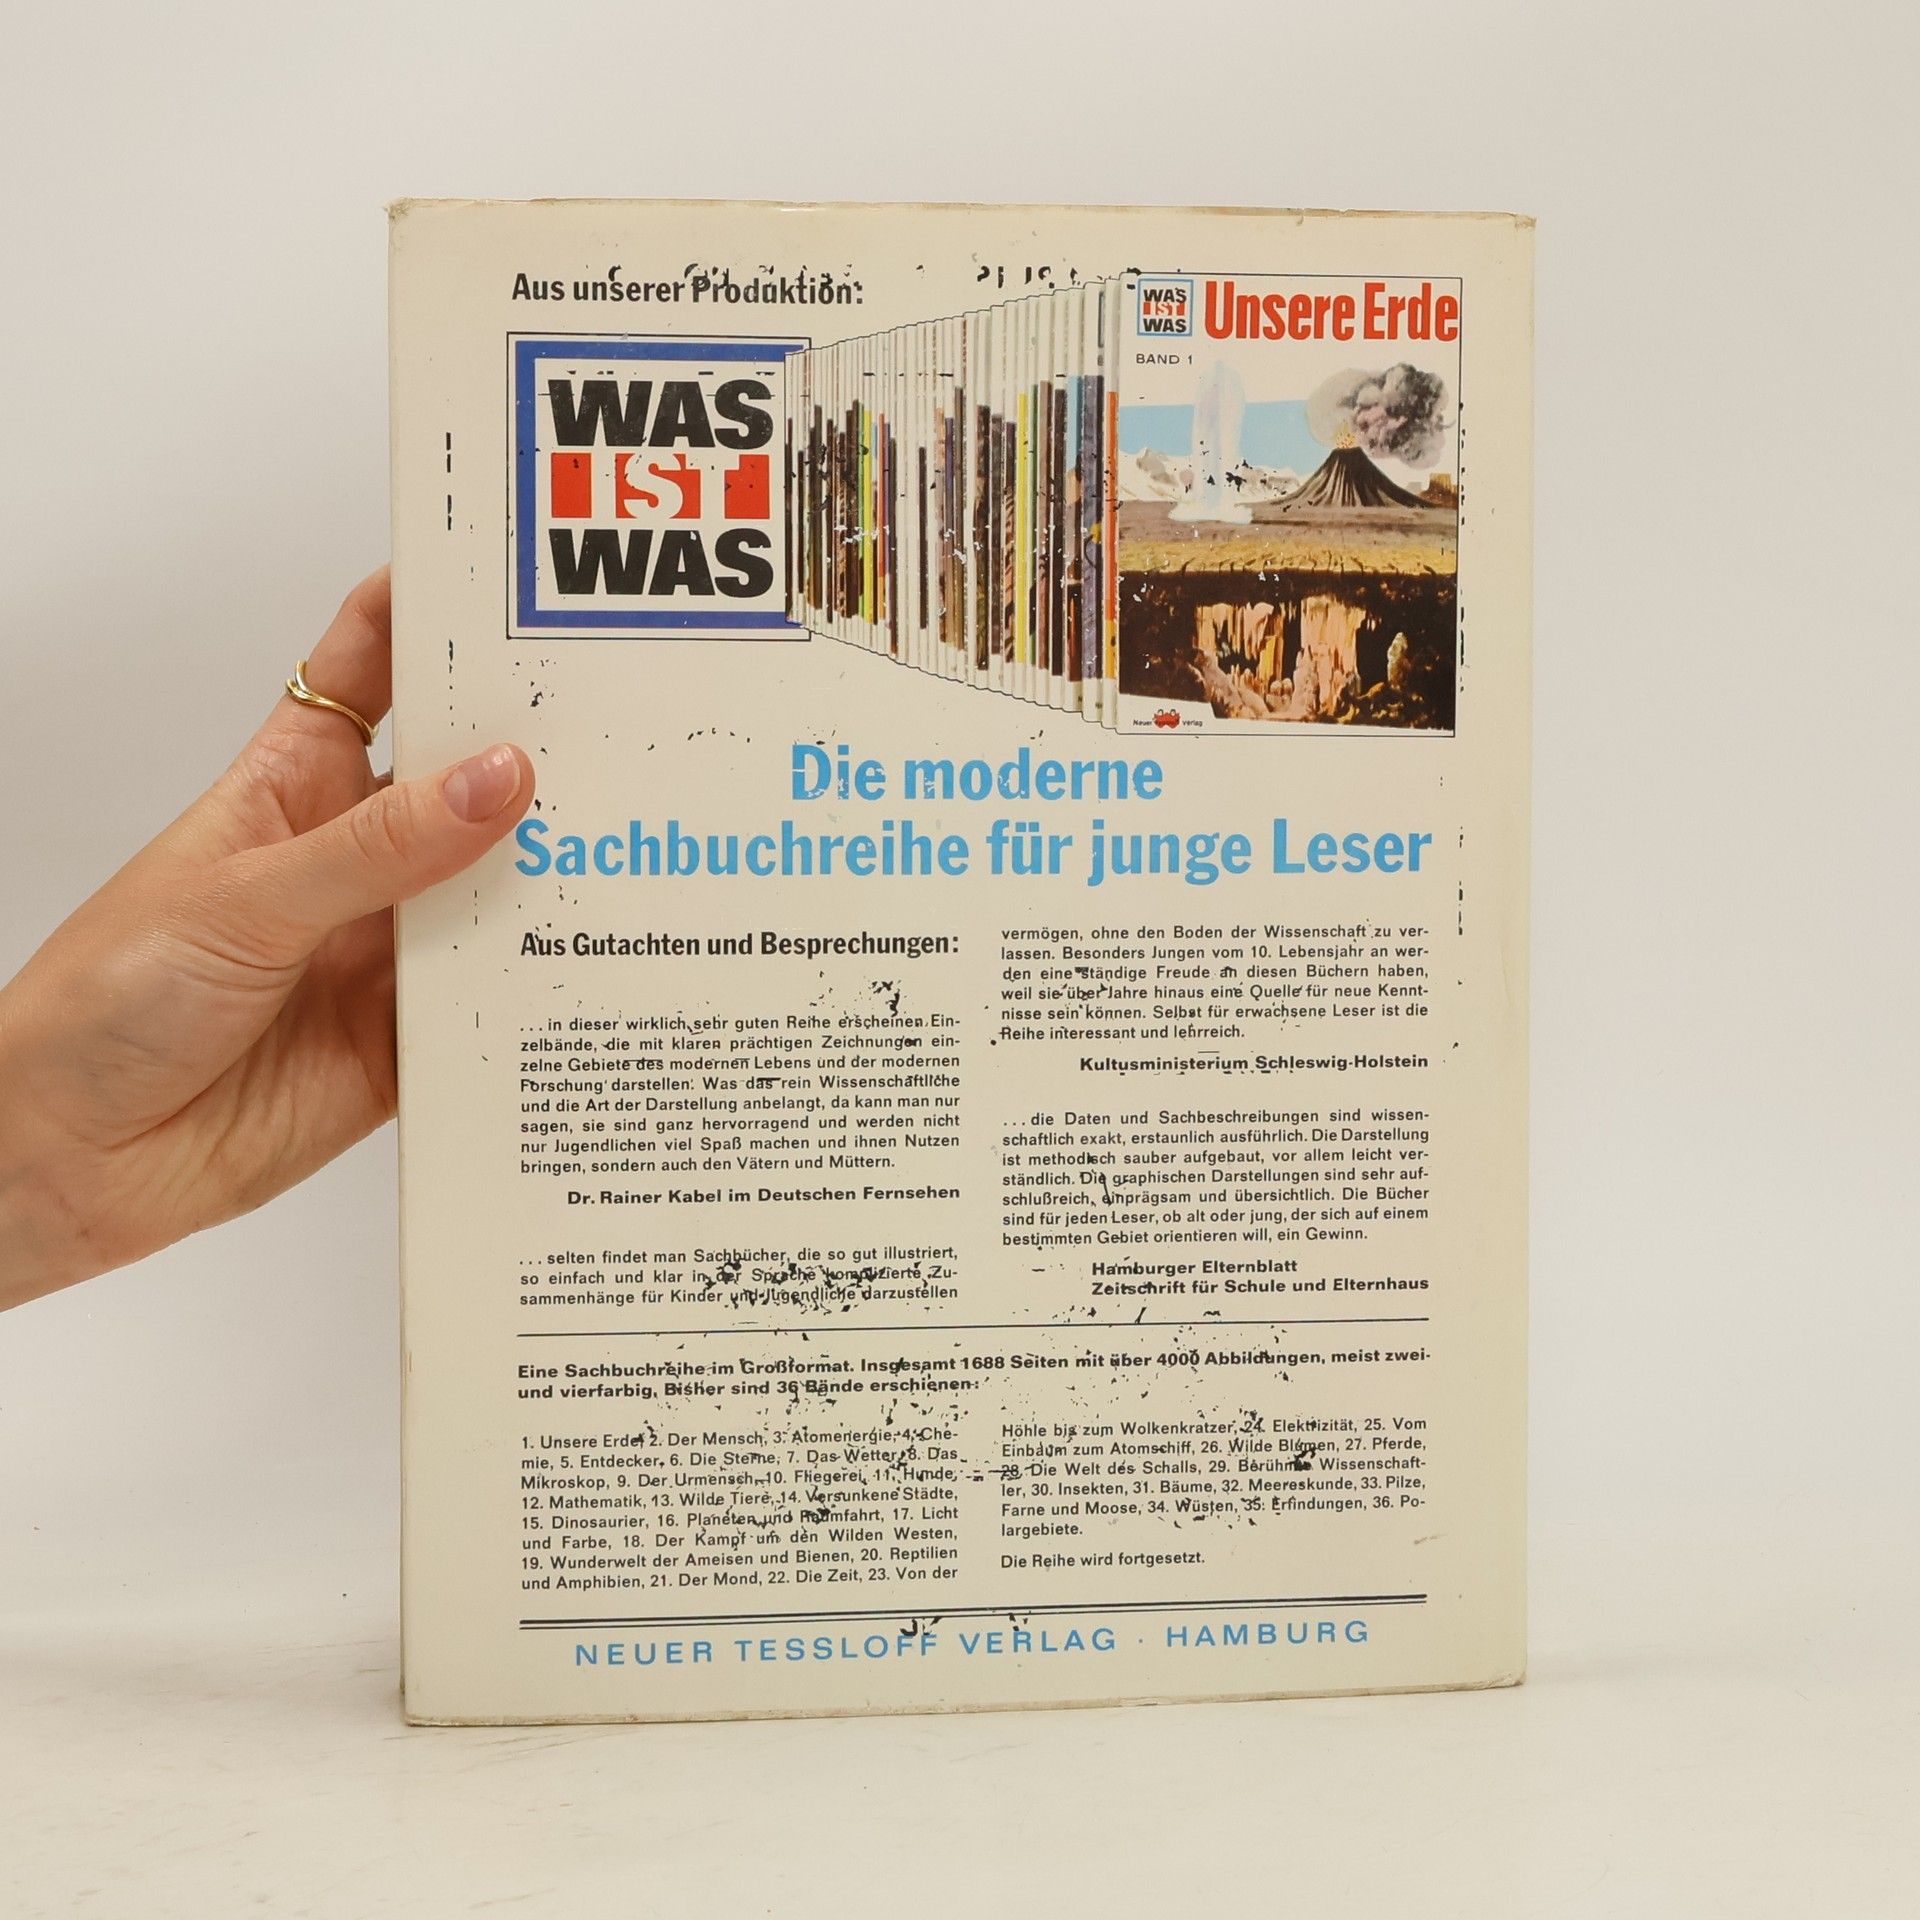 Aus unserer Produktion:
WAS
IST
WAS
WAS
IST
WAS
Unsere Erde
BAND 1
Neuer
verlag
Die moderne
Sachbuchreihe für junge Leser
Aus Gutachten und Besprechungen:
... in dieser wirklich sehr guten Reihe erscheinen Ein-
zelbände, die mit klaren prächtigen Zeichnungen ein-
zelne Gebiete des modernen Lebens und der modernen
Forschung darstellen. Was das rein Wissenschaftliche
und die Art der Darstellung anbelangt, da kann man nur
sagen, sie sind ganz hervorragend und werden nicht
nur Jugendlichen viel Spaß machen und ihnen Nutzen
bringen, sondern auch den Vätern und Müttern.
Dr. Rainer Kabel im Deutschen Fernsehen
... selten findet man Sachbücher, die so gut illustriert,
so einfach und klar in der Sprache komplizierte Zu-
sammenhänge für Kinder und Jugendliche darzustellen
vermögen, ohne den Boden der Wissenschaft zu ver-
lassen. Besonders Jungen vom 10. Lebensjahr an wer-
den eine ständige Freude an diesen Büchern haben,
weil sie über Jahre hinaus eine Quelle für neue Kennt-
nisse sein können. Selbst für erwachsene Leser ist die
Reihe interessant und lehrreich.
Kultusministerium Schleswig-Holstein
... die Daten und Sachbeschreibungen sind wissen-
schaftlich exakt, erstaunlich ausführlich. Die Darstellung
ist methodisch sauber aufgebaut, vor allem leicht ver-
ständlich. Die graphischen Darstellungen sind sehr auf-
schlußreich, einprägsam und übersichtlich. Die Bücher
sind für jeden Leser, ob alt oder jung, der sich auf einem
bestimmten Gebiet orientieren will, ein Gewinn.
Hamburger Elternblatt
Zeitschrift für Schule und Elternhaus
Eine Sachbuchreihe im Großformat. Insgesamt 1688 Seiten mit über 4000 Abbildungen, meist zwei-
und vierfarbig. Bisher sind 36 Bände erschienen:
1. Unsere Erde, 2. Der Mensch, 3. Atomenergie, 4. Che-
mie, 5. Entdecker, 6. Die Sterne, 7. Das Wetter, 8. Das
Mikroskop, 9. Der Urmensch, 10. Fliegerei, 11. Hunde,
12. Mathematik, 13. Wilde Tiere, 14. Versunkene Städte,
15. Dinosaurier, 16. Planeten und Raumfahrt, 17. Licht
und Farbe, 18. Der Kampf um den Wilden Westen,
19. Wunderwelt der Ameisen und Bienen, 20. Reptilien
und Amphibien, 21. Der Mond, 22. Die Zeit, 23. Von der
Höhle bis zum Wolkenkratzer, 24. Elektrizität, 25. Vom
Einbaum zum Atomschiff, 26. Wilde Blumen, 27. Pferde,
28. Die Welt des Schalls, 29. Berühmte Wissenschaft-
ler, 30. Insekten, 31. Bäume, 32. Meereskunde, 33. Pilze,
Farne und Moose, 34. Wüsten, 35. Erfindungen, 36. Po-
largebiete.
Die Reihe wird fortgesetzt.
NEUER TESSLOFF VERLAG · HAMBURG